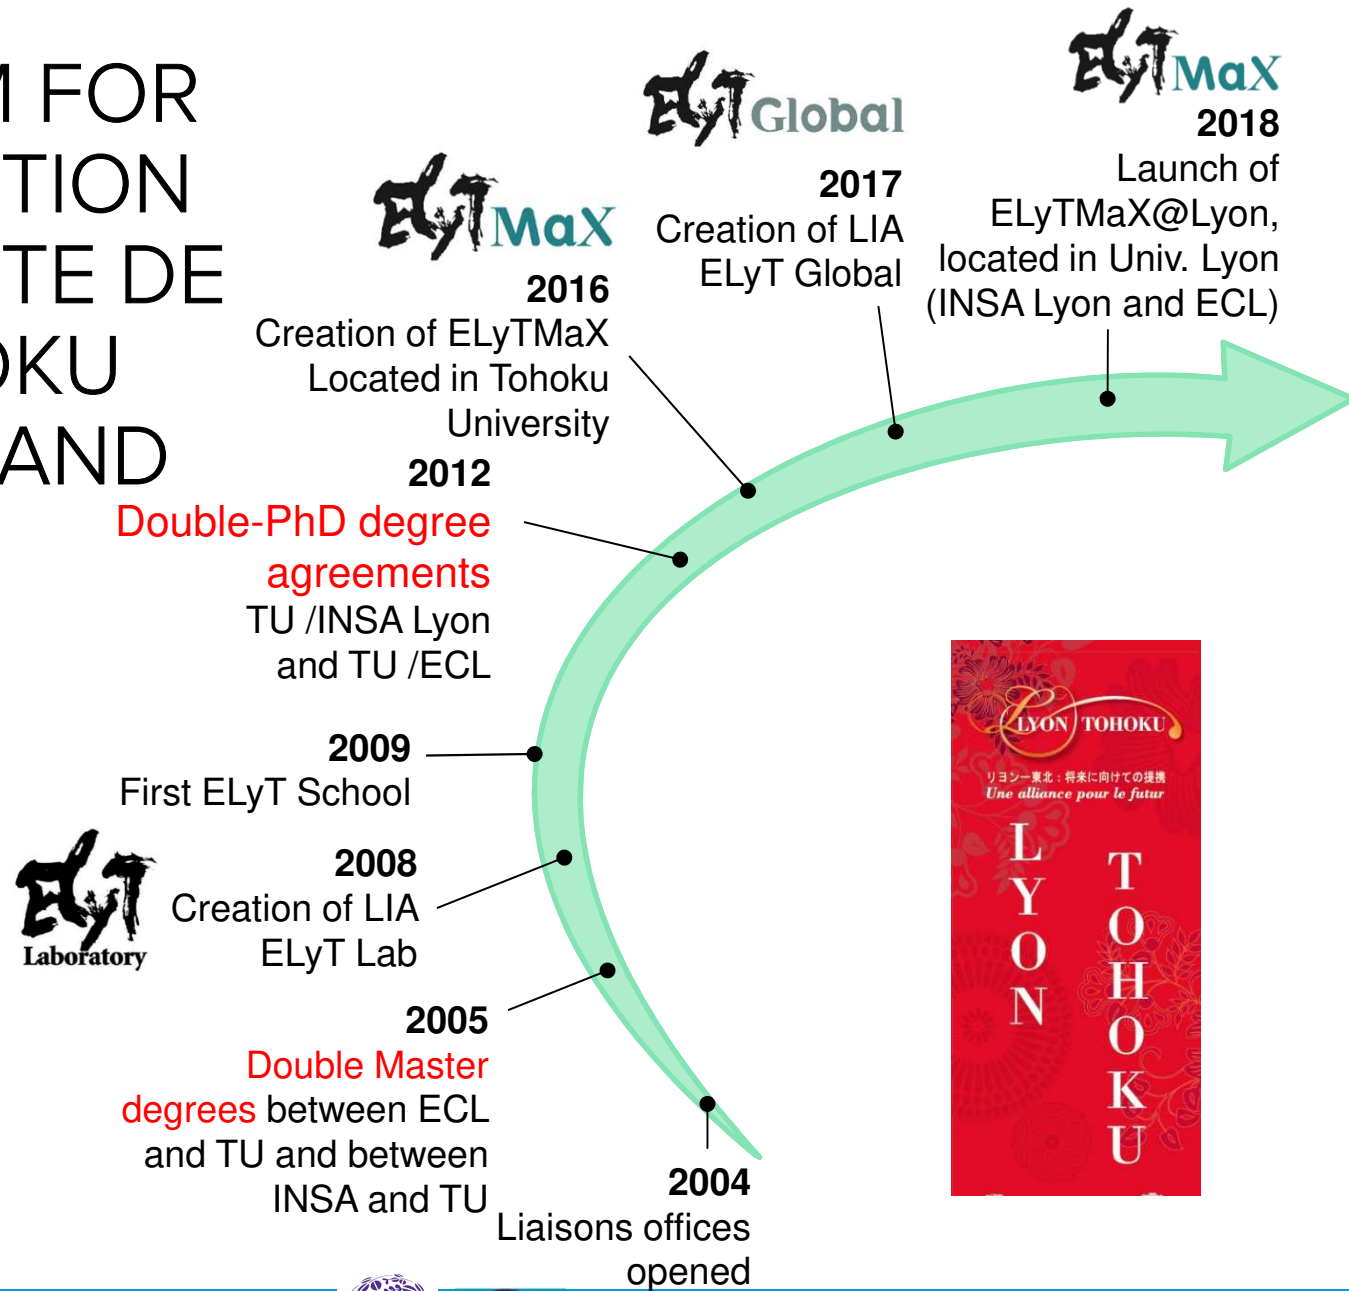 M FOR
TION
TE DE
OKU
AND
ELyT MaX
2018
Launch of
ELyTMaX@Lyon,
located in Univ. Lyon
(INSA Lyon and ECL)
ELyT Global
2017
Creation of LIA
ELyT Global
ELyT MaX
2016
Creation of ELyTMaX
Located in Tohoku
University
2012
Double-PhD degree
agreements
TU /INSA Lyon
and TU /ECL
2009
First ELyT School
ELyT
Laboratory
2008
Creation of LIA
ELyT Lab
2005
Double Master
degrees between ECL
and TU and between
INSA and TU
2004
Liaisons offices
opened
LYON TOHOKU
リヨン—東北：将来に向けての提携
Une alliance pour le futur
LYON
TOHOKU